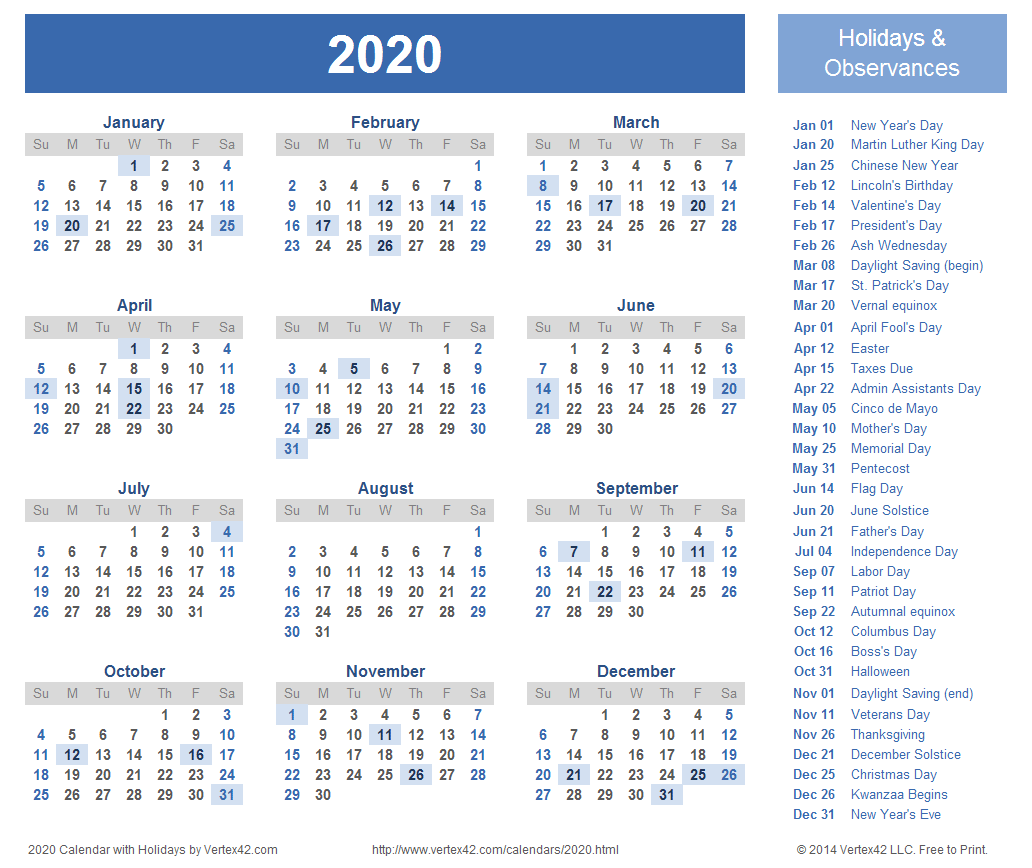 2020
Holidays &
Observances
January February March
Su M Tu W Th F Sa Su M Tu W Th F Sa Su M Tu W Th F Sa
1 2 3 4 1 1 2 3 4 5 6 7
5 6 7 8 9 10 11 2 3 4 5 6 7 8 8 9 10 11 12 13 14
12 13 14 15 16 17 18 9 10 11 12 13 14 15 15 16 17 18 19 20 21
19 20 21 22 23 24 25 16 17 18 19 20 21 22 22 23 24 25 26 27 28
26 27 28 29 30 31 23 24 25 26 27 28 29 29 30 31
April May June
Su M Tu W Th F Sa Su M Tu W Th F Sa Su M Tu W Th F Sa
1 2 3 4 1 2 1 2 3 4 5 6
5 6 7 8 9 10 11 3 4 5 6 7 8 9 7 8 9 10 11 12 13
12 13 14 15 16 17 18 10 11 12 13 14 15 16 14 15 16 17 18 19 20
19 20 21 22 23 24 25 17 18 19 20 21 22 23 21 22 23 24 25 26 27
26 27 28 29 30 24 25 26 27 28 29 30 28 29 30
31
July August September
Su M Tu W Th F Sa Su M Tu W Th F Sa Su M Tu W Th F Sa
1 2 3 4 1 1 2 3 4 5
5 6 7 8 9 10 11 2 3 4 5 6 7 8 6 7 8 9 10 11 12
12 13 14 15 16 17 18 9 10 11 12 13 14 15 13 14 15 16 17 18 19
19 20 21 22 23 24 25 16 17 18 19 20 21 22 20 21 22 23 24 25 26
26 27 28 29 30 31 23 24 25 26 27 28 29 27 28 29 30
30 31
October November December
Su M Tu W Th F Sa Su M Tu W Th F Sa Su M Tu W Th F Sa
1 2 3 1 2 3 4 5 6 7 1 2 3 4 5
4 5 6 7 8 9 10 8 9 10 11 12 13 14 6 7 8 9 10 11 12
11 12 13 14 15 16 17 15 16 17 18 19 20 21 13 14 15 16 17 18 19
18 19 20 21 22 23 24 22 23 24 25 26 27 28 20 21 22 23 24 25 26
25 26 27 28 29 30 31 29 30 27 28 29 30 31
Jan 01 New Year's Day
Jan 20 Martin Luther King Day
Jan 25 Chinese New Year
Feb 12 Lincoln's Birthday
Feb 14 Valentine's Day
Feb 17 President's Day
Feb 26 Ash Wednesday
Mar 08 Daylight Saving (begin)
Mar 17 St. Patrick's Day
Mar 20 Vernal equinox
Apr 01 April Fool's Day
Apr 12 Easter
Apr 15 Taxes Due
Apr 22 Admin Assistants Day
May 05 Cinco de Mayo
May 10 Mother's Day
May 25 Memorial Day
May 31 Pentecost
Jun 14 Flag Day
Jun 20 June Solstice
Jun 21 Father's Day
Jul 04 Independence Day
Sep 07 Labor Day
Sep 11 Patriot Day
Sep 22 Autumnal equinox
Oct 12 Columbus Day
Oct 16 Boss's Day
Oct 31 Halloween
Nov 01 Daylight Saving (end)
Nov 11 Veterans Day
Nov 26 Thanksgiving
Dec 21 December Solstice
Dec 25 Christmas Day
Dec 26 Kwanzaa Begins
Dec 31 New Year's Eve
2020 Calendar with Holidays by Vertex42.com http://www.vertex42.com/calendars/2020.html © 2014 Vertex42 LLC. Free to Print.